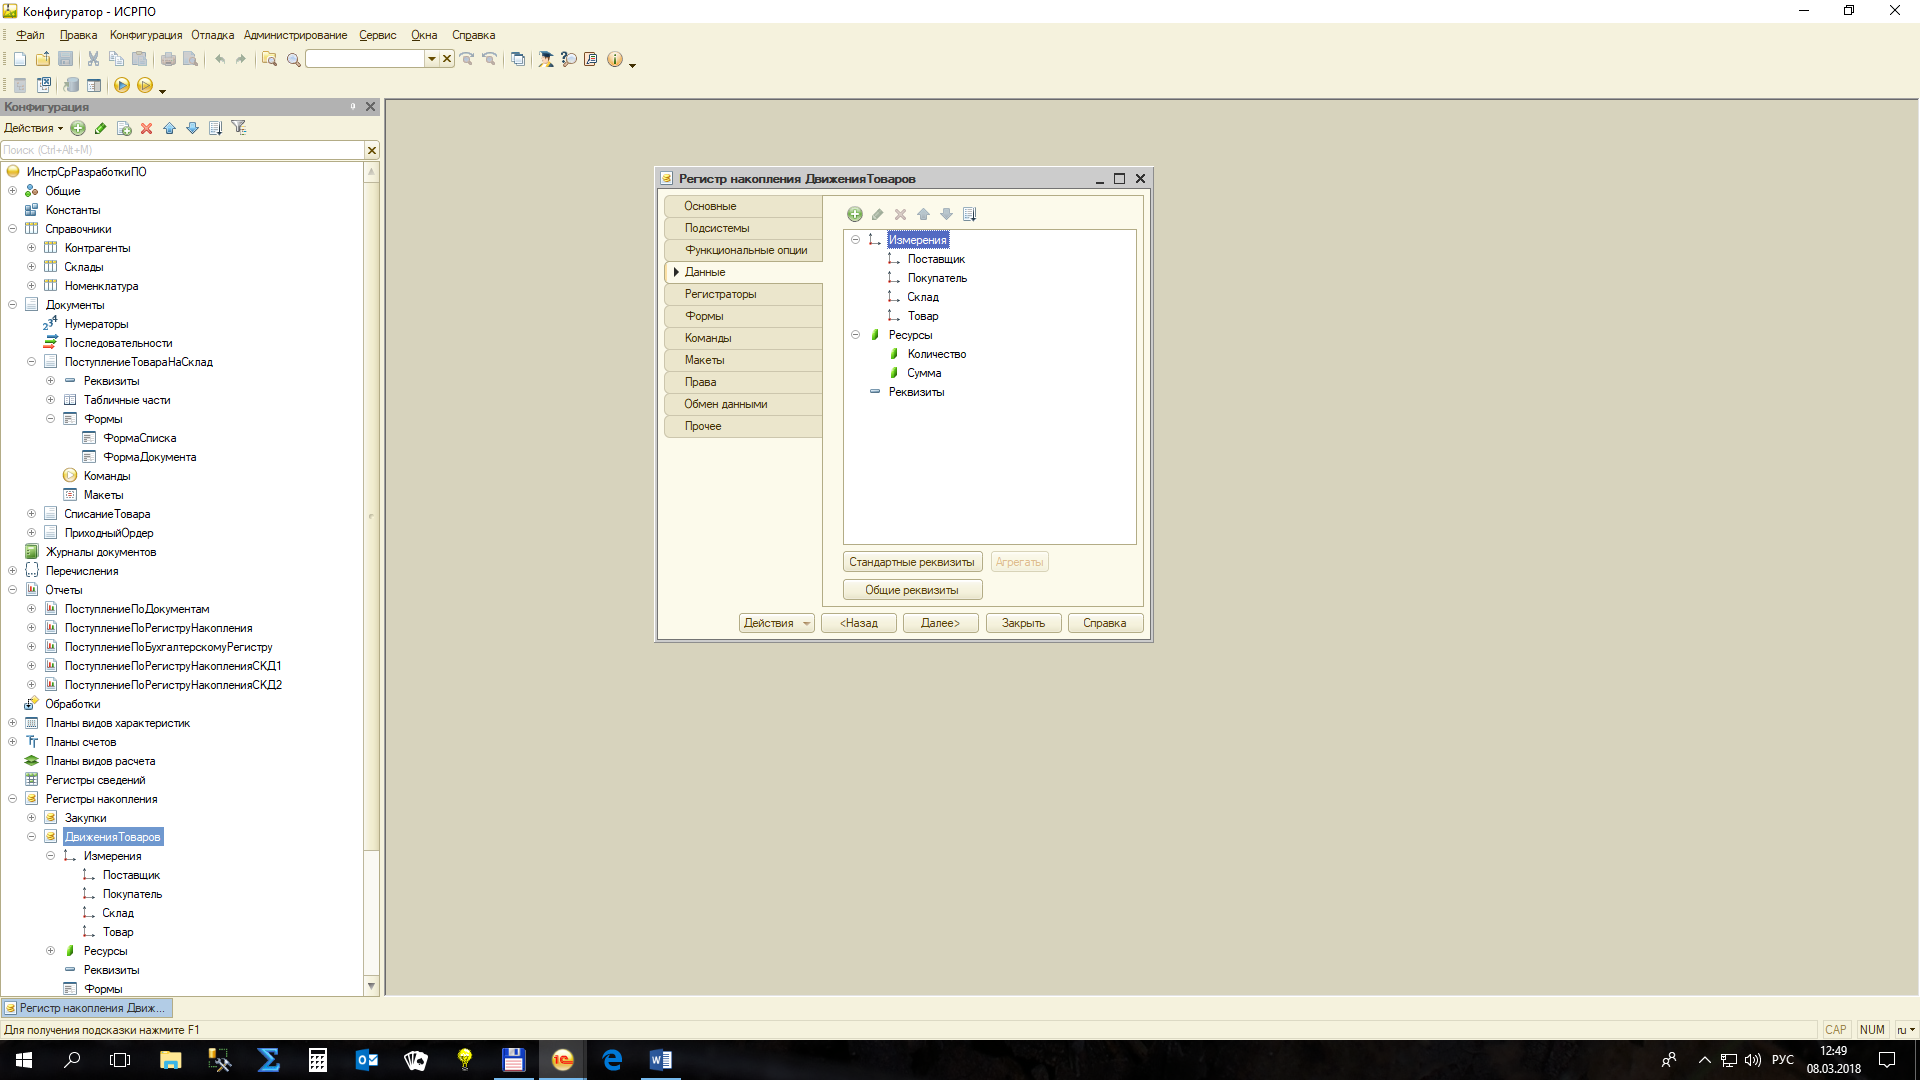 Конфигуратор - ИСРПО
Файл Правка Конфигурация Отладка Администрирование Сервис Окна Справка
Конфигурация
Действия
Поиск (Ctrl+Alt+M)
ИнстрСрРазработкиПО
Общие
Константы
Справочники
Контрагенты
Склады
Номенклатура
Документы
Нумераторы
Последовательности
ПоступлениеТовараНаСклад
Реквизиты
Табличные части
Формы
ФормаСписка
ФормаДокумента
Команды
Макеты
СписаниеТовара
ПриходныйОрдер
Журналы документов
Перечисления
Отчеты
ПоступлениеПоДокументам
ПоступлениеПоРегиструНакопления
ПоступлениеПоБухгалтерскомуРегистру
ПоступлениеПоРегиструНакопленияСКД1
ПоступлениеПоРегиструНакопленияСКД2
Обработки
Планы видов характеристик
Планы счетов
Планы видов расчета
Регистры сведений
Регистры накопления
Закупки
ДвиженияТоваров
Измерения
Поставщик
Покупатель
Склад
Товар
Ресурсы
Реквизиты
Формы
Регистр накопления ДвиженияТоваров
Основные
Подсистемы
Функциональные опции
Данные
Регистраторы
Формы
Команды
Макеты
Права
Обмен данными
Прочее
Измерения
Поставщик
Покупатель
Склад
Товар
Ресурсы
Количество
Сумма
Реквизиты
Стандартные реквизиты Агрегаты
Общие реквизиты
Действия <Назад Далее> Закрыть Справка
Регистр накопления Движ...
Для получения подсказки нажмите F1
CAP NUM ru
РУС
12:49
08.03.2018